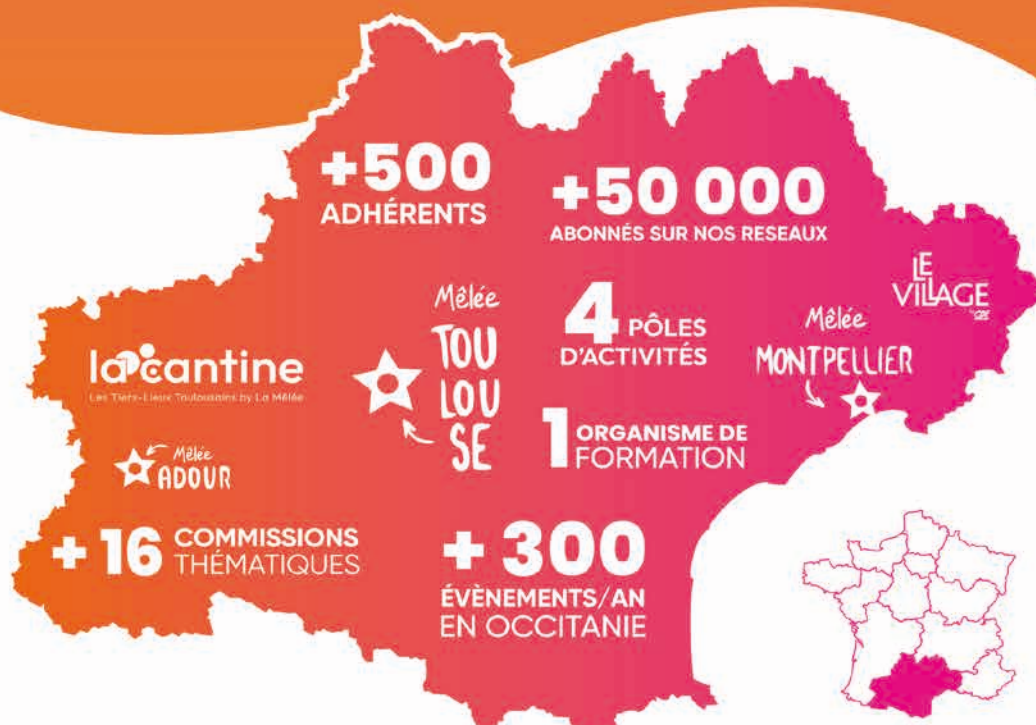 +500
ADHÉRENTS
+50 000
ABONNÉS SUR NOS RESEAUX
LE
VILLAGE
Mêlée
TOU
LOU
SE
4 PÔLES
D'ACTIVITÉS
Mêlée
MONTPELLIER
la cantine
Les Tiers-Lieux Toulousains by La Mêlée
1 ORGANISME DE
FORMATION
Mêlée
ADOUR
+ 16 COMMISSIONS
THÉMATIQUES
+ 300
ÉVÈNEMENTS/AN
EN OCCITANIE